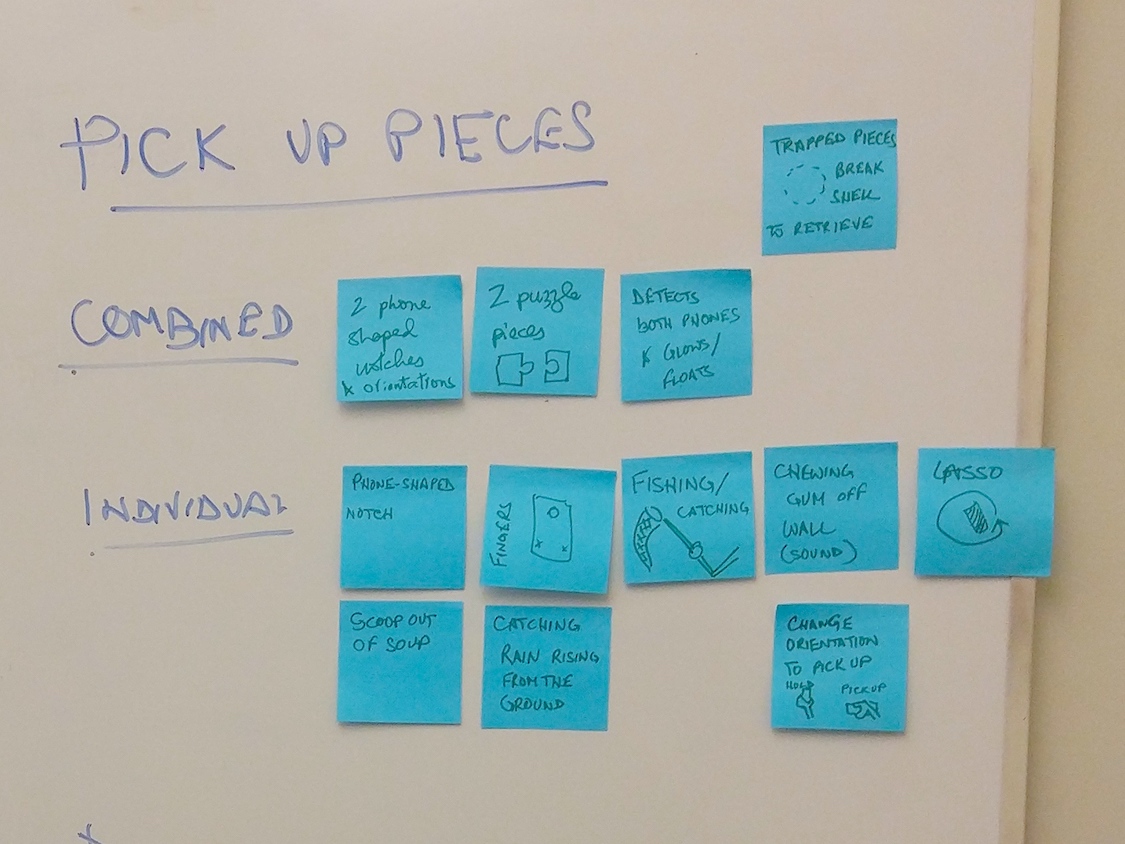 PICK UP PIECES
TRAPPED PIECES
BREAK
SHELL
TO RETRIEVE
COMBINED
2 phone
shaped
notches
& orientations
2 puzzle
pieces
DETECTS
BOTH PHONES
& GLOWS/
FLOATS
INDIVIDUAL
PHONE-SHAPED
NOTCH
FINGERS
FISHING/
CATCHING
CHEWING
GUM OFF
WALL
(SOUND)
LASSO
SCOOP OUT
OF SOUP
CATCHING
RAIN RISING
FROM THE
GROUND
CHANGE
ORIENTATION
TO PICK UP
HOLD
PICKUP